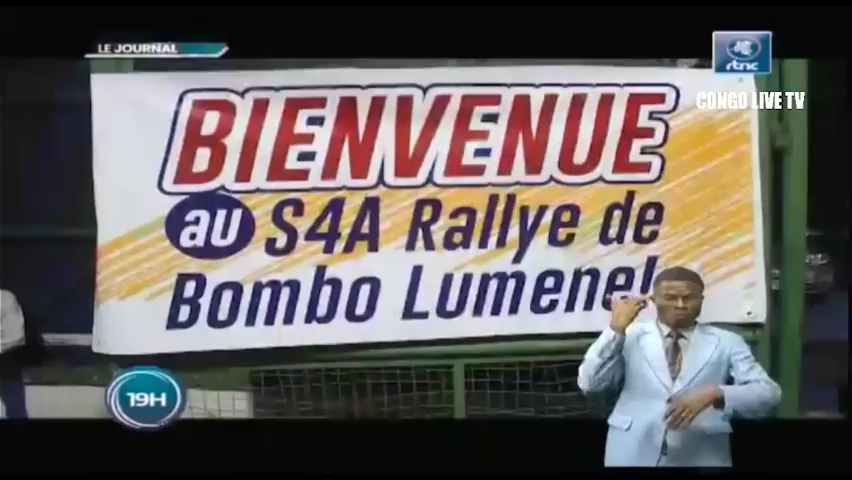 LE JOURNAL
rtnc
CONGO LIVE TV
BIENVENUE
au S4A Rallye de
Bombo Lumene!
19H